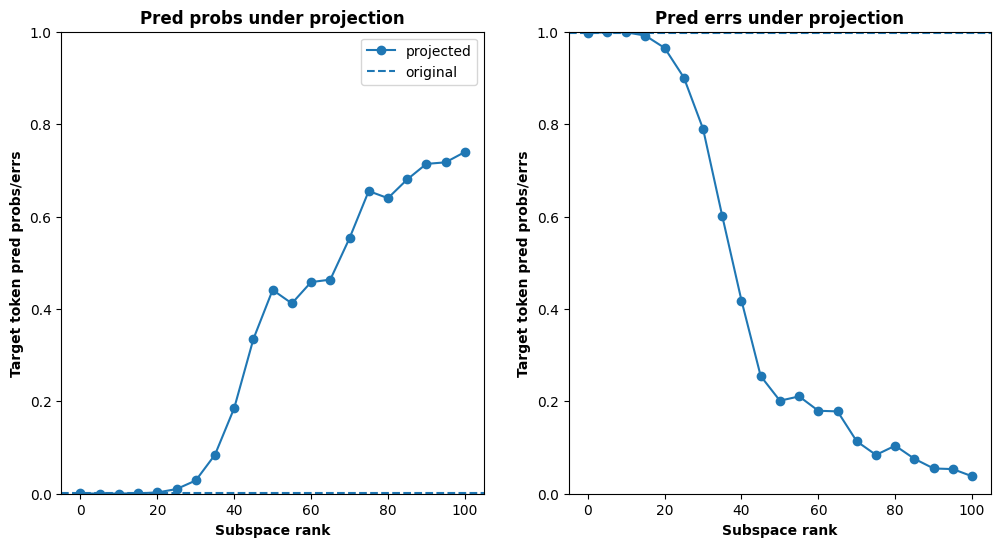 Pred probs under projection
Target token pred probs/errs
1.0
0.8
0.6
0.4
0.2
0.0
projected
original
0 20 40 60 80 100
Subspace rank
Pred errs under projection
Target token pred probs/errs
1.0
0.8
0.6
0.4
0.2
0.0
0 20 40 60 80 100
Subspace rank